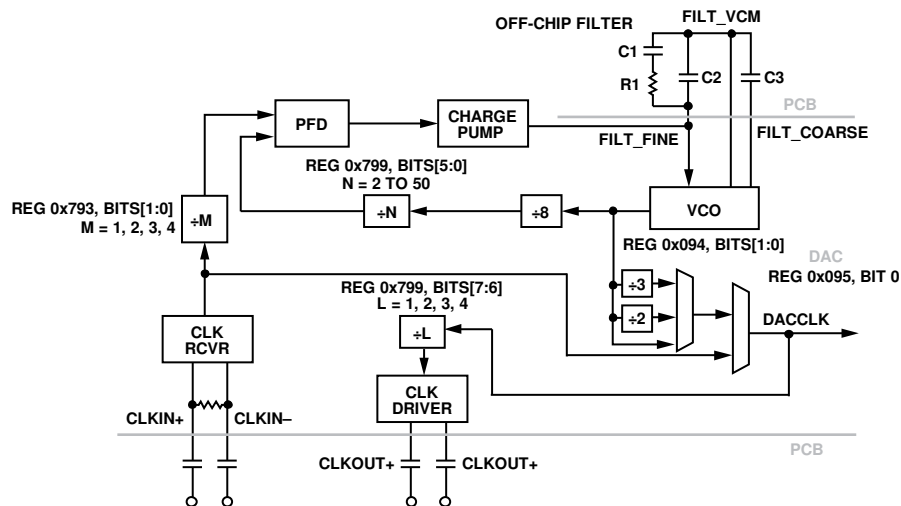 OFF-CHIP FILTER
FILT_VCM
C1
R1
C2
C3
PCB
PFD
CHARGE
PUMP
FILT_FINE
FILT_COARSE
REG 0x799, BITS[5:0]
N = 2 TO 50
REG 0x793, BITS[1:0]
M = 1, 2, 3, 4
÷M
÷N
÷8
VCO
REG 0x094, BITS[1:0]
DAC
REG 0x095, BIT 0
REG 0x799, BITS[7:6]
L = 1, 2, 3, 4
÷3
÷2
DACCLK
CLK
RCVR
÷L
CLK
DRIVER
CLKIN+
CLKIN–
PCB
CLKOUT+
CLKOUT+